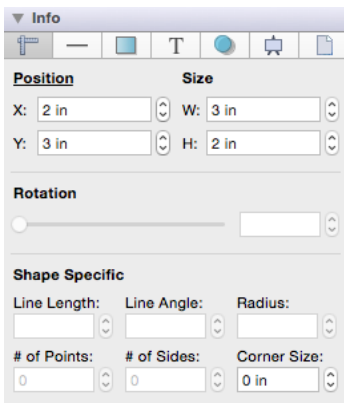 Info
T
Position Size
X: 2 in W: 3 in
Y: 3 in H: 2 in
Rotation
Shape Specific
Line Length: Line Angle: Radius:
# of Points: # of Sides: Corner Size:
0 0 0 in